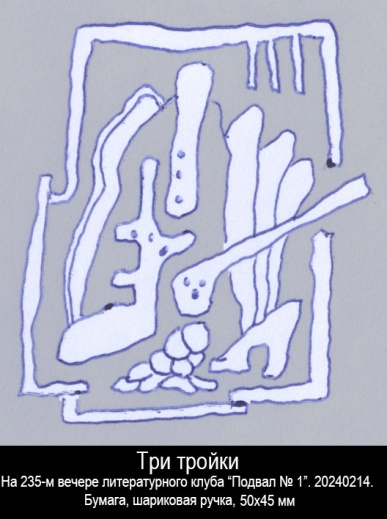 Три тройки
На 235-м вечере литературного клуба “Подвал № 1”. 20240214.
Бумага, шариковая ручка, 50х45 мм